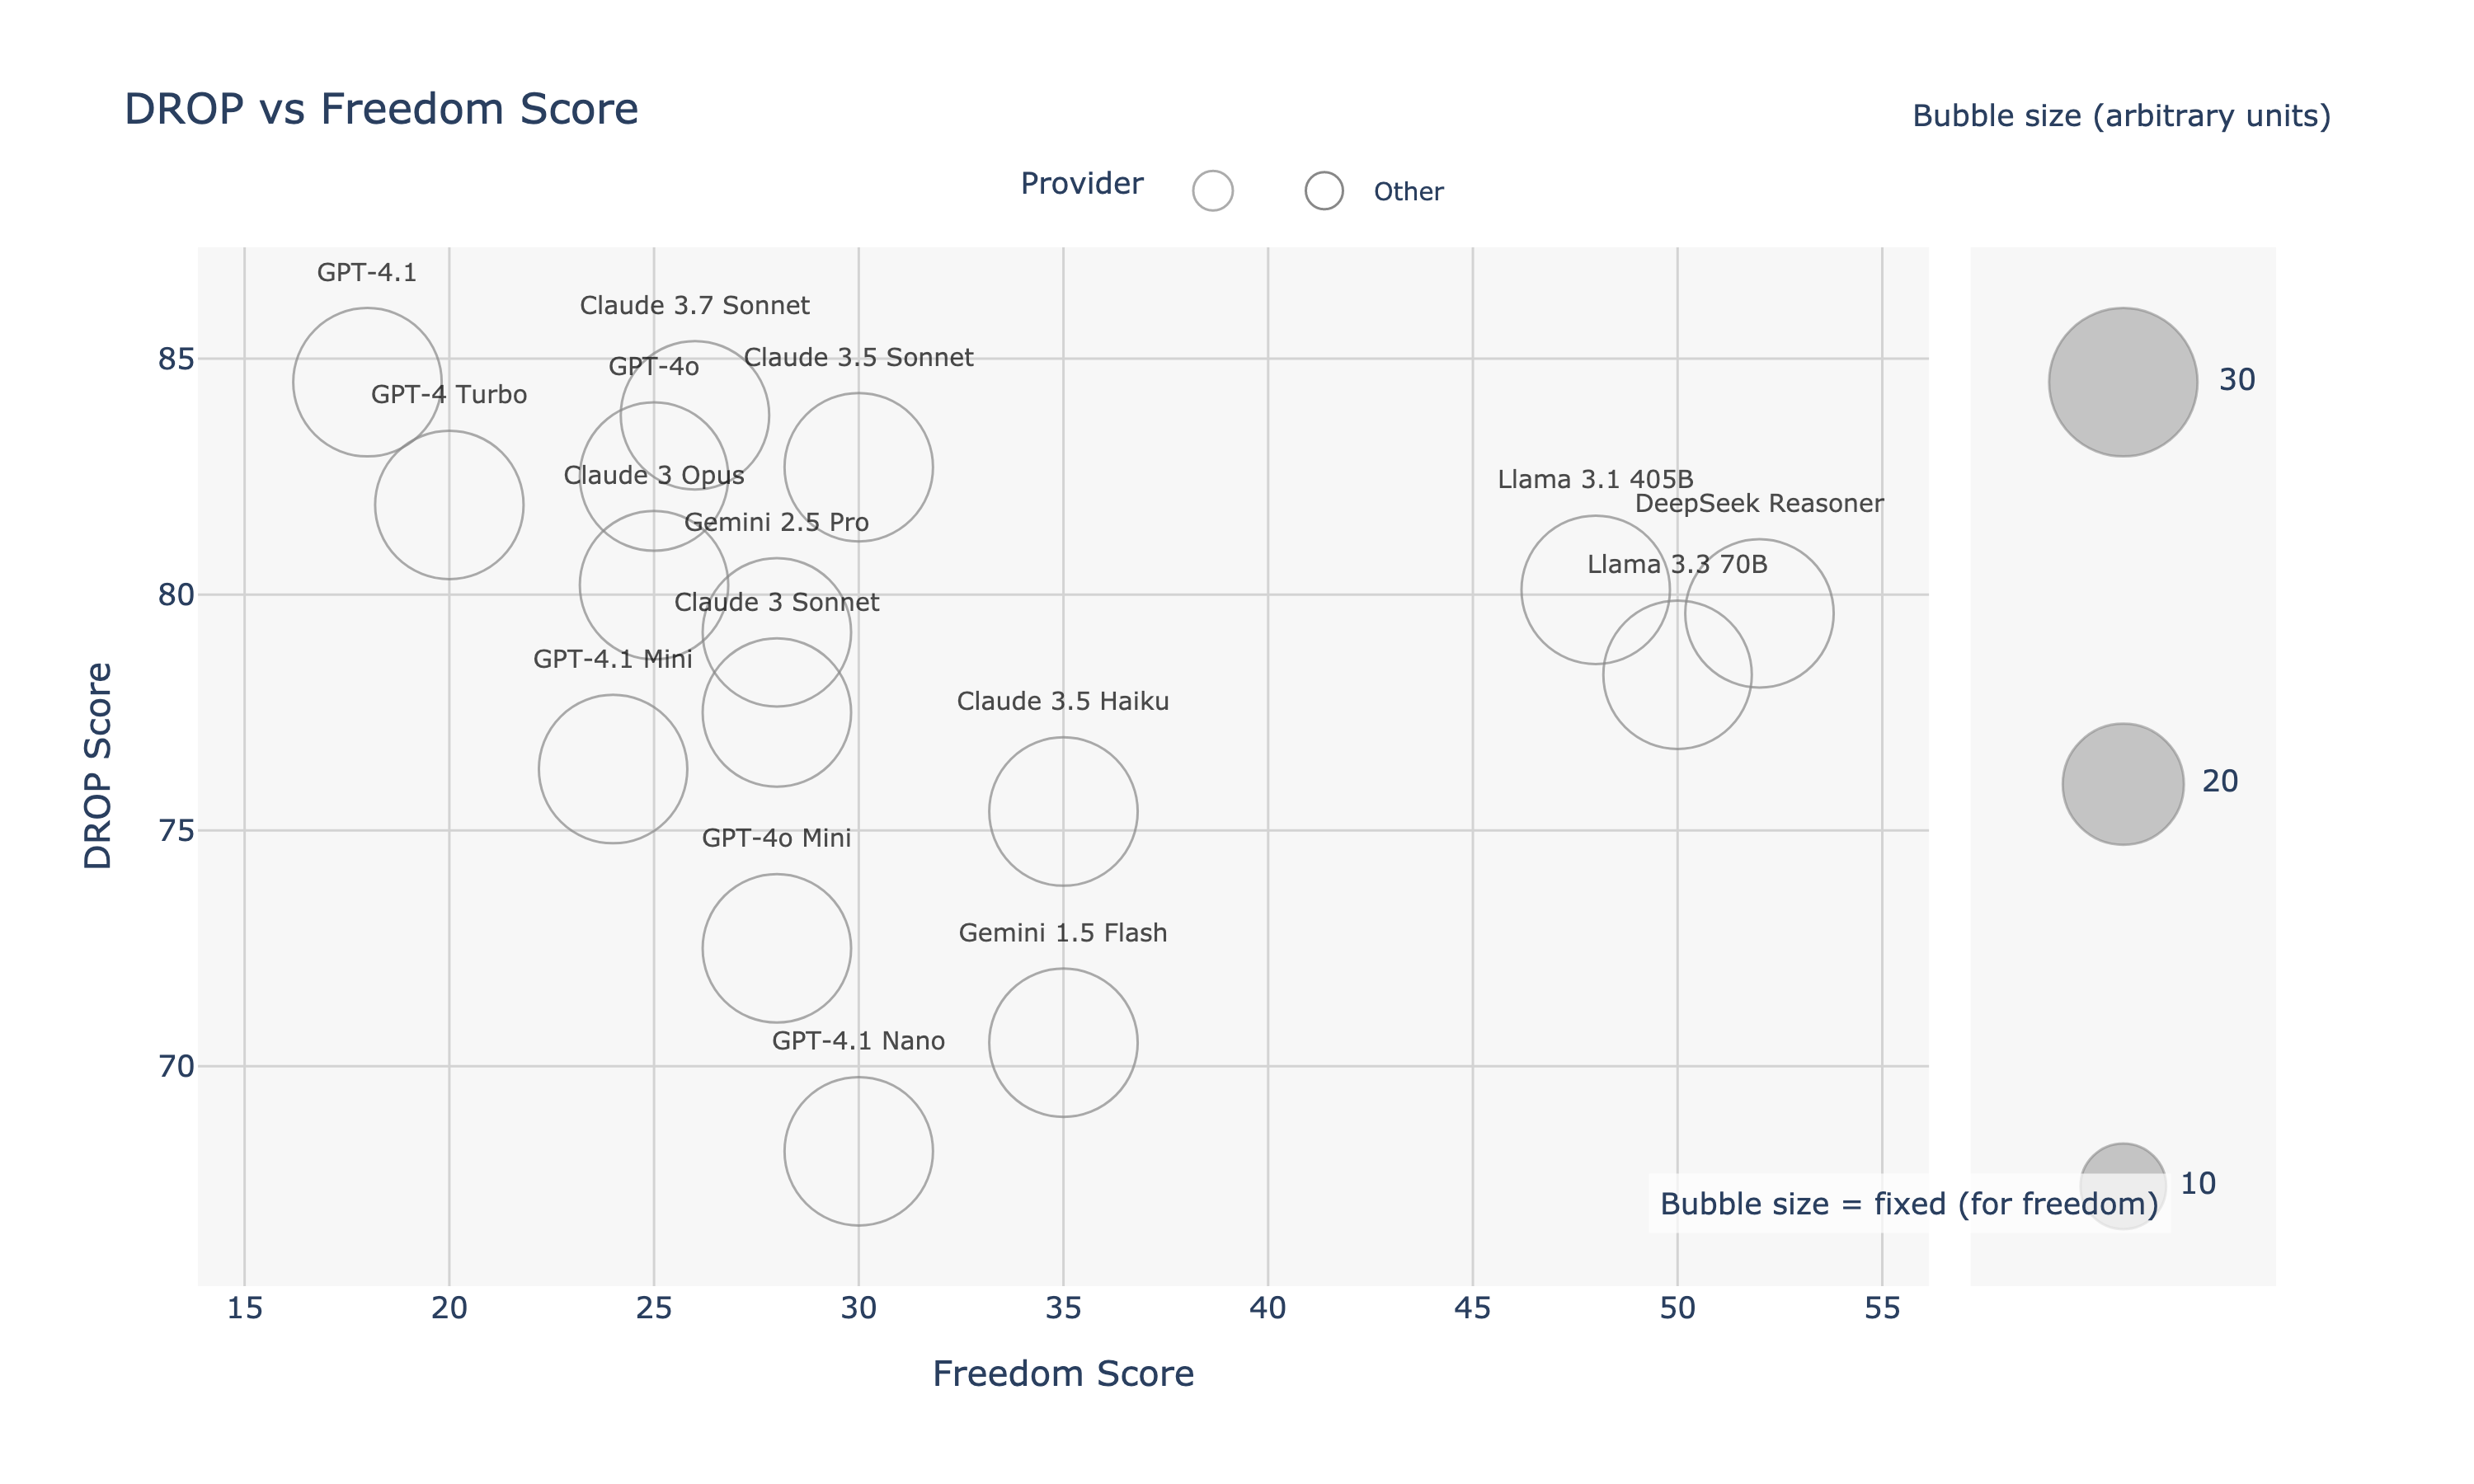 DROP vs Freedom Score
Bubble size (arbitrary units)
Provider
Other
GPT-4.1
Claude 3.7 Sonnet
Claude 3.5 Sonnet
GPT-4o
GPT-4 Turbo
Claude 3 Opus
Llama 3.1 405B
DeepSeek Reasoner
Gemini 2.5 Pro
Llama 3.3 70B
Claude 3 Sonnet
GPT-4.1 Mini
Claude 3.5 Haiku
GPT-4o Mini
Gemini 1.5 Flash
GPT-4.1 Nano
85
80
75
70
DROP Score
15 20 25 30 35 40 45 50 55
Freedom Score
30
20
10
Bubble size = fixed (for freedom)